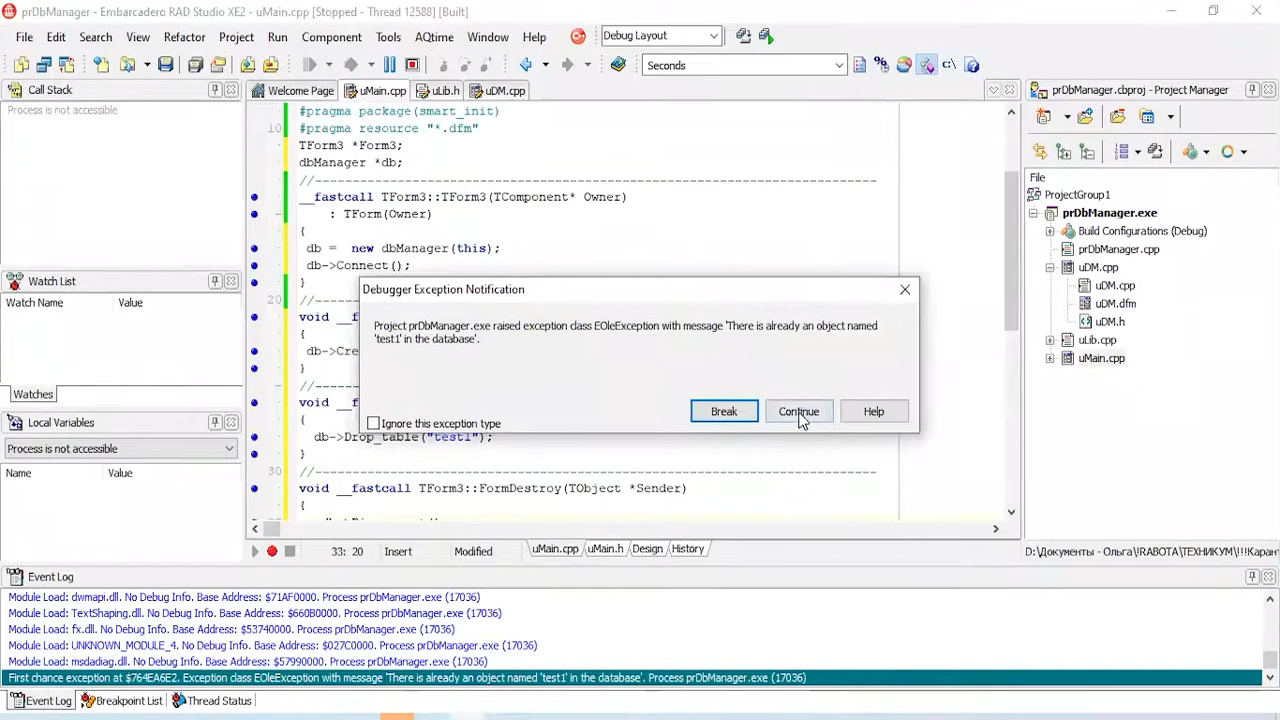 prDbManager - Embarcadero RAD Studio XE2 - uMain.cpp [Stopped - Thread 12588] [Built]
File Edit Search View Refactor Project Run Component Tools AQtime Window Help Debug Layout
Seconds
Call Stack
Process is not accessible
Welcome Page uMain.cpp uLib.h uDM.cpp
#pragma package(smart_init)
10 #pragma resource "*.dfm"
TForm3 *Form3;
dbManager *db;
//---------------------------------------------------------------------------
__fastcall TForm3::TForm3(TComponent* Owner)
: TForm(Owner)
{
db = new dbManager(this);
db->Connect();
}
20 //--
void __f
{
db->Cre
}
//--
void __f
{
db->Drop_table("test1");
}
30 //---------------------------------------------------------------------------
void __fastcall TForm3::FormDestroy(TObject *Sender)
{
Debugger Exception Notification
Project prDbManager.exe raised exception class EOleException with message 'There is already an object named
'test1' in the database'.
Ignore this exception type
Break Continue Help
Watch List
Watch Name Value
Watches
Local Variables
Process is not accessible
Name Value
33: 20 Insert Modified uMain.cpp uMain.h Design History
prDbManager.cbproj - Project Manager
File
ProjectGroup1
prDbManager.exe
Build Configurations (Debug)
prDbManager.cpp
uDM.cpp
uDM.cpp
uDM.dfm
uDM.h
uLib.cpp
uMain.cpp
D:\Документы - Ольга\!RABOTA\ТЕХНИКУМ\!!!Каран
Event Log
Module Load: dwmapi.dll. No Debug Info. Base Address: $71AF0000. Process prDbManager.exe (17036)
Module Load: TextShaping.dll. No Debug Info. Base Address: $660B0000. Process prDbManager.exe (17036)
Module Load: fx.dll. No Debug Info. Base Address: $53740000. Process prDbManager.exe (17036)
Module Load: UNKNOWN_MODULE_4. No Debug Info. Base Address: $027C0000. Process prDbManager.exe (17036)
Module Load: msdadiag.dll. No Debug Info. Base Address: $57990000. Process prDbManager.exe (17036)
First chance exception at $764EA6E2. Exception class EOleException with message 'There is already an object named 'test1' in the database'. Process prDbManager.exe (17036)
Event Log Breakpoint List Thread Status